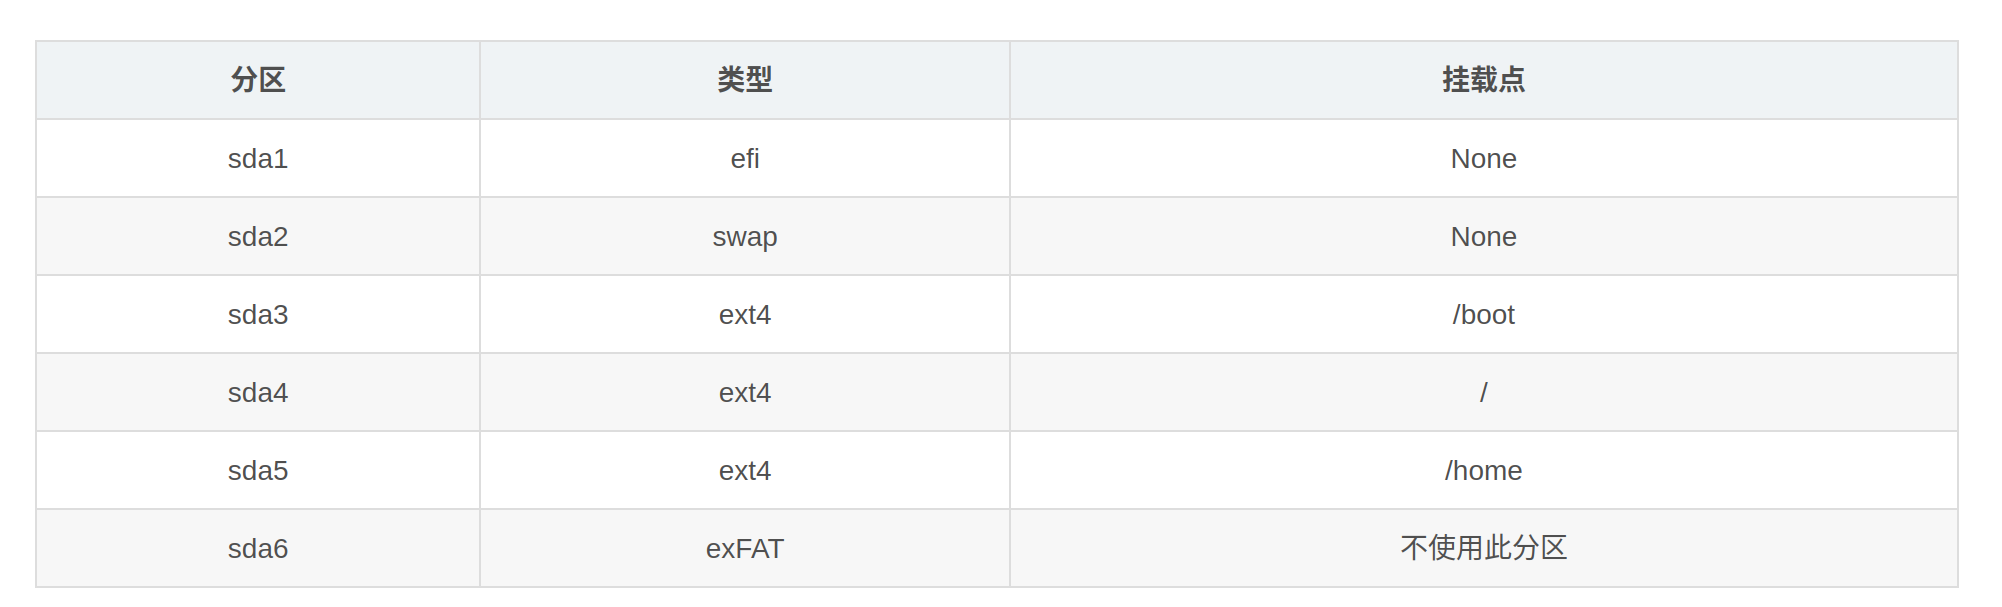 分区 类型 挂载点
sda1 efi None
sda2 swap None
sda3 ext4 /boot
sda4 ext4 /
sda5 ext4 /home
sda6 exFAT 不使用此分区